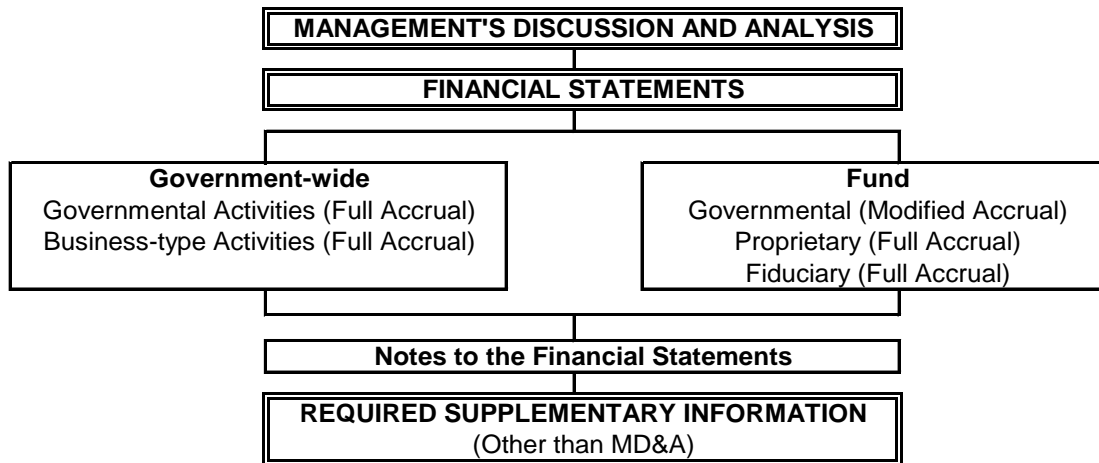 MANAGEMENT'S DISCUSSION AND ANALYSIS
FINANCIAL STATEMENTS
Government-wide
Governmental Activities (Full Accrual)
Business-type Activities (Full Accrual)
Fund
Governmental (Modified Accrual)
Proprietary (Full Accrual)
Fiduciary (Full Accrual)
Notes to the Financial Statements
REQUIRED SUPPLEMENTARY INFORMATION
(Other than MD&A)